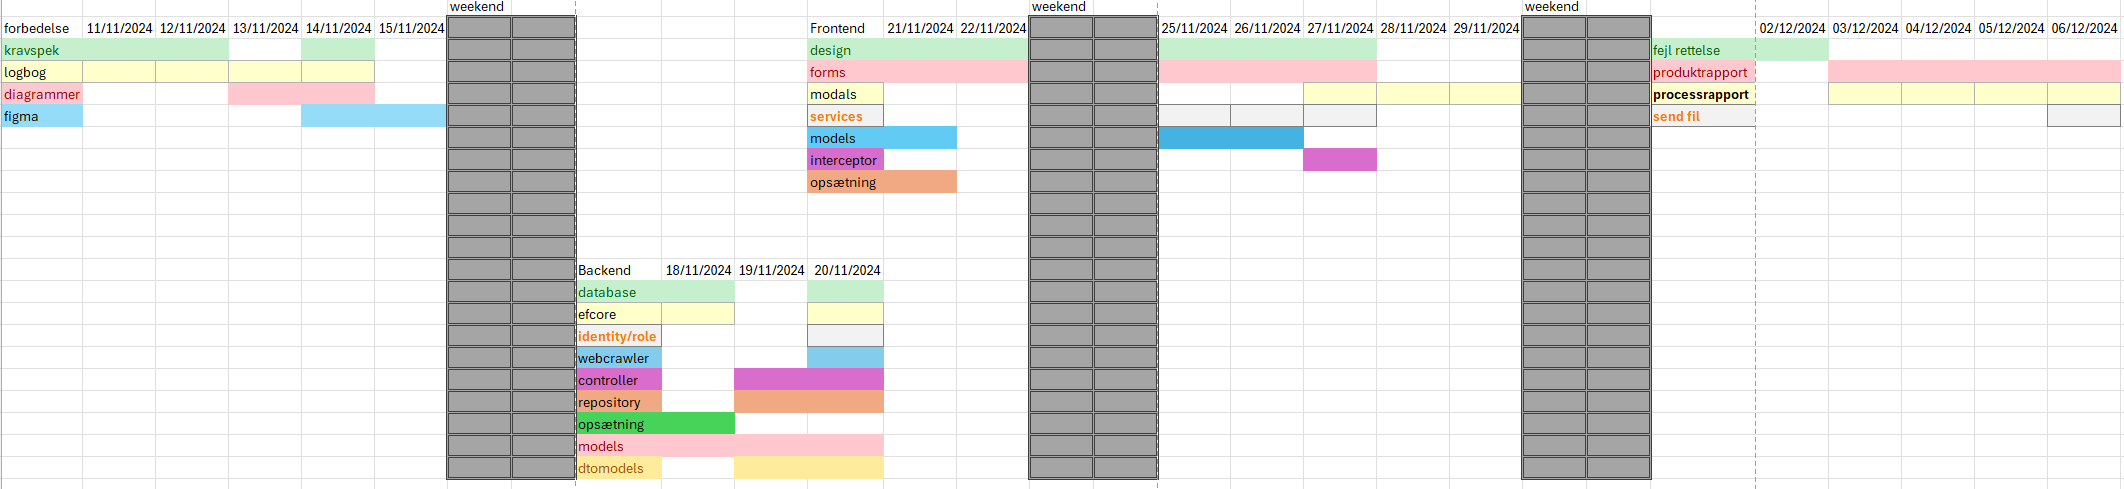 weekend weekend weekend
forbedelse 11/11/2024 12/11/2024 13/11/2024 14/11/2024 15/11/2024 Frontend 21/11/2024 22/11/2024 25/11/2024 26/11/2024 27/11/2024 28/11/2024 29/11/2024 02/12/2024 03/12/2024 04/12/2024 05/12/2024 06/12/2024
kravspek design fejl rettelse
logbog forms produktrapport
diagrammer modals processrapport
figma services send fil
models
interceptor
opsætning
Backend 18/11/2024 19/11/2024 20/11/2024
database
efcore
identity/role
webcrawler
controller
repository
opsætning
models
dtomodels